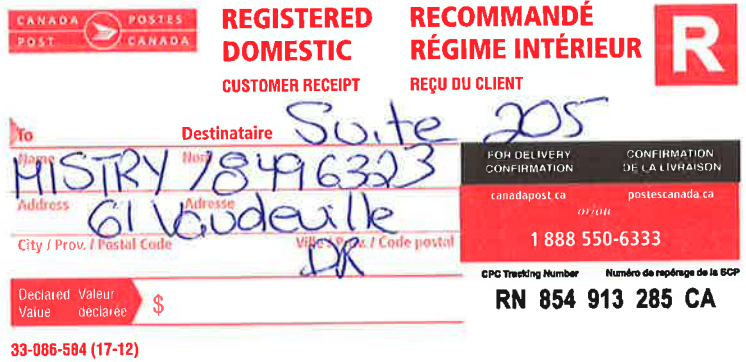 CANADA POSTES
POST CANADA
REGISTERED DOMESTIC
CUSTOMER RECEIPT
RECOMMANDÉ RÉGIME INTÉRIEUR
REÇU DU CLIENT
R
To Destinataire Suite 205
Name Nom
MISTRY / 8496323
Address Adresse
61 Vaudeville
City / Prov. / Postal Code Ville / Prov. / Code postal
DR
Declared Value Valeur déclarée $
FOR DELIVERY CONFIRMATION
CONFIRMATION DE LA LIVRAISON
canadapost.ca postescanada.ca
or/ou
1 888 550-6333
CPC Tracking Number Numéro de repérage de la SCP
RN 854 913 285 CA
33-086-584 (17-12)